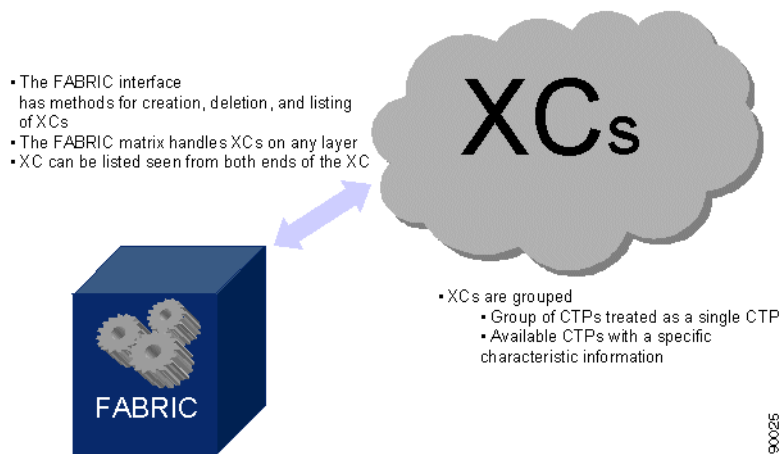 ▪ The FABRIC interface
has methods for creation, deletion, and listing
of XCs
▪ The FABRIC matrix handles XCs on any layer
▪ XC can be listed seen from both ends of the XC
XCs
▪ XCs are grouped
▪ Group of CTPs treated as a single CTP
▪ Available CTPs with a specific
characteristic information
FABRIC
90025